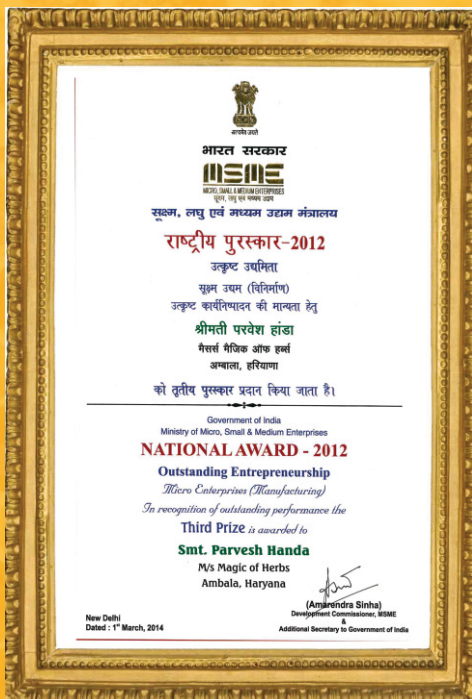 सत्यमेव जयते
भारत सरकार
MSME
MICRO, SMALL & MEDIUM ENTERPRISES
सूक्ष्म, लघु एवं मध्यम उद्यम
सूक्ष्म, लघु एवं मध्यम उद्यम मंत्रालय
राष्ट्रीय पुरस्कार-2012
उत्कृष्ट उद्यमिता
सूक्ष्म उद्यम (विनिर्माण)
उत्कृष्ट कार्यनिष्पादन की मान्यता हेतु
श्रीमती परवेश हांडा
मैसर्स मैजिक ऑफ हर्ब्स
अम्बाला, हरियाणा
को तृतीय पुरस्कार प्रदान किया जाता है।
Government of India
Ministry of Micro, Small & Medium Enterprises
NATIONAL AWARD - 2012
Outstanding Entrepreneurship
Micro Enterprises (Manufacturing)
In recognition of outstanding performance the
Third Prize is awarded to
Smt. Parvesh Handa
M/s Magic of Herbs
Ambala, Haryana
(Amarendra Sinha)
Development Commissioner, MSME
&
Additional Secretary to Government of India
New Delhi
Dated : 1st March, 2014